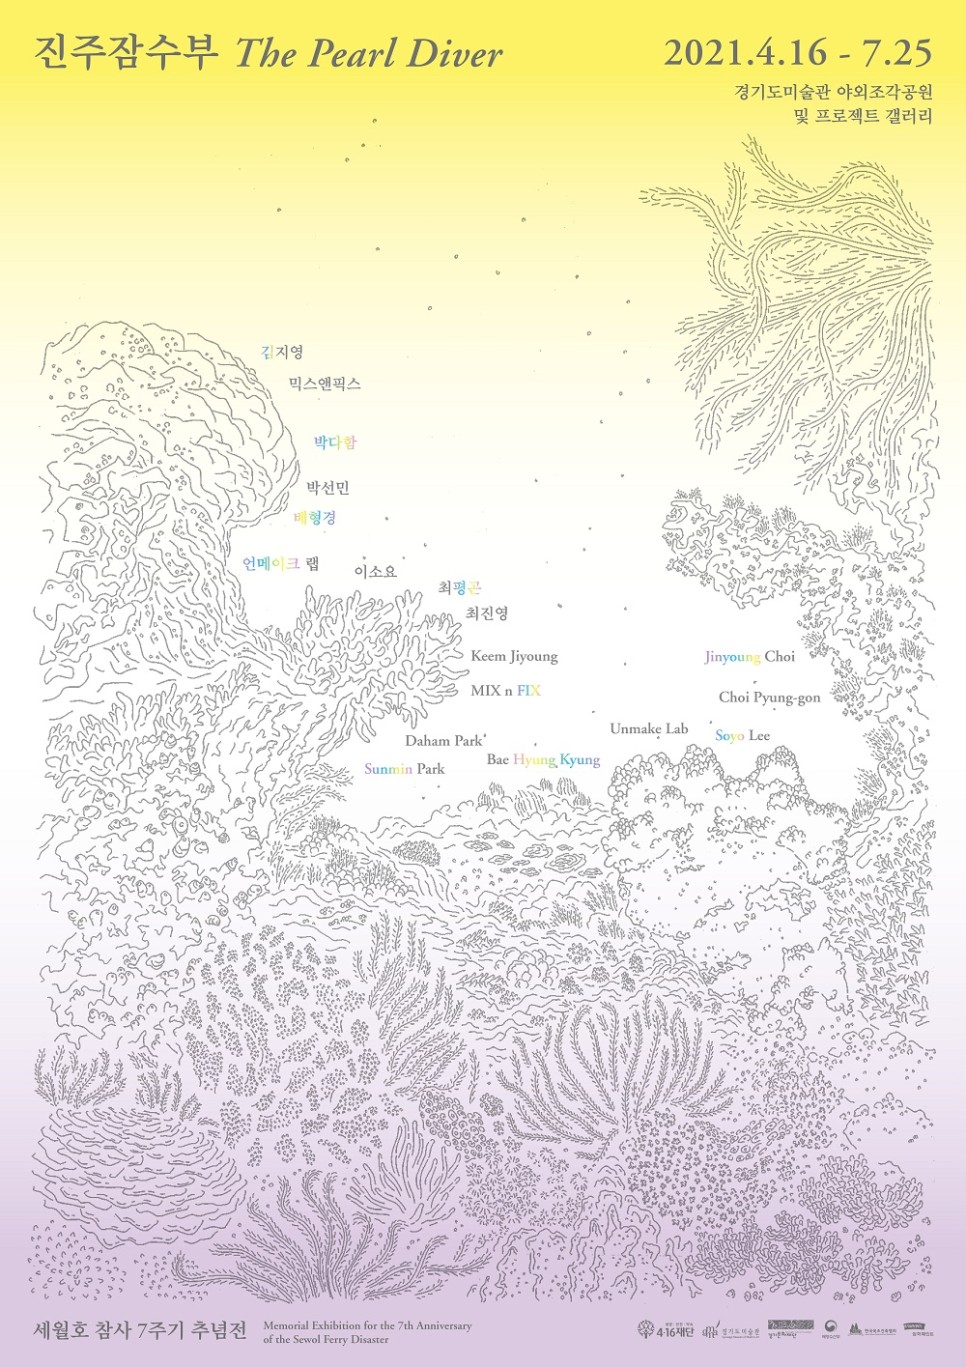 진주잠수부 The Pearl Diver
2021.4.16 - 7.25
경기도미술관 야외조각공원
및 프로젝트 갤러리
김지영
믹스앤픽스
박다함
박선민
배형경
언메이크 랩
이소요
최평곤
최진영
Keem Jiyoung
MIX n FIX
Daham Park
Sunmin Park
Bae Hyung Kyung
Unmake Lab
Soyo Lee
Choi Pyung-gon
Jinyoung Choi
세월호 참사 7주기 추념전
Memorial Exhibition for the 7th Anniversary
of the Sewol Ferry Disaster
4·16재단
경기도미술관